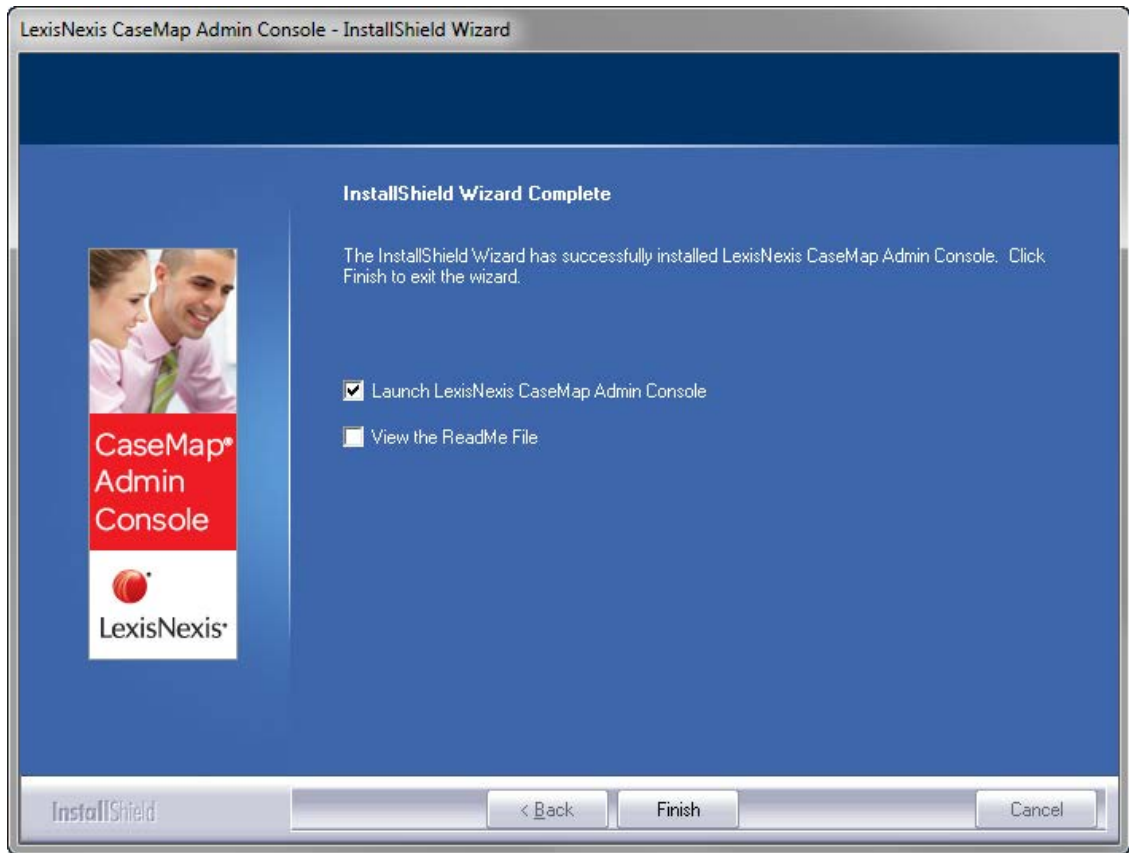 LexisNexis CaseMap Admin Console - InstallShield Wizard
InstallShield Wizard Complete
The InstallShield Wizard has successfully installed LexisNexis CaseMap Admin Console.  Click
Finish to exit the wizard.
Launch LexisNexis CaseMap Admin Console
View the ReadMe File
CaseMap®
Admin
Console
LexisNexis®
InstallShield
< Back
Finish
Cancel